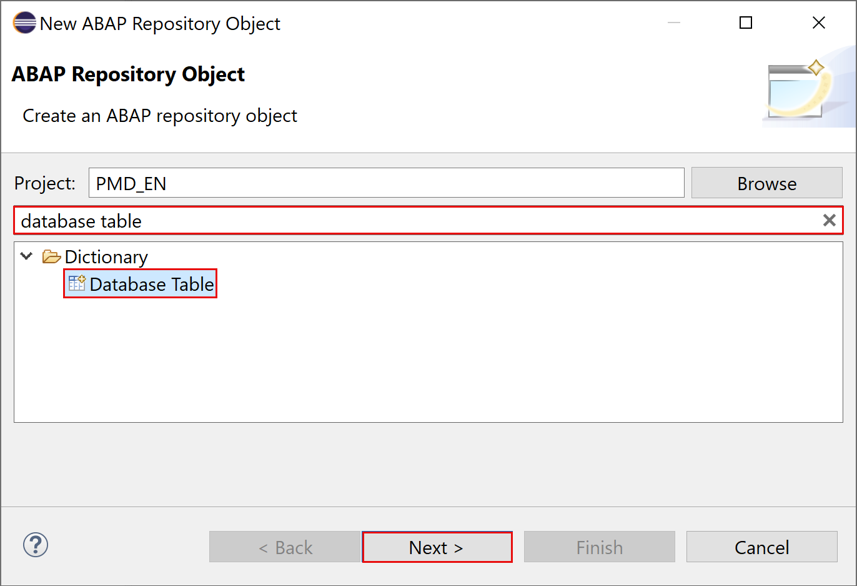 New ABAP Repository Object
ABAP Repository Object
Create an ABAP repository object
Project: PMD_EN Browse
database table
Dictionary
Database Table
? < Back Next > Finish Cancel